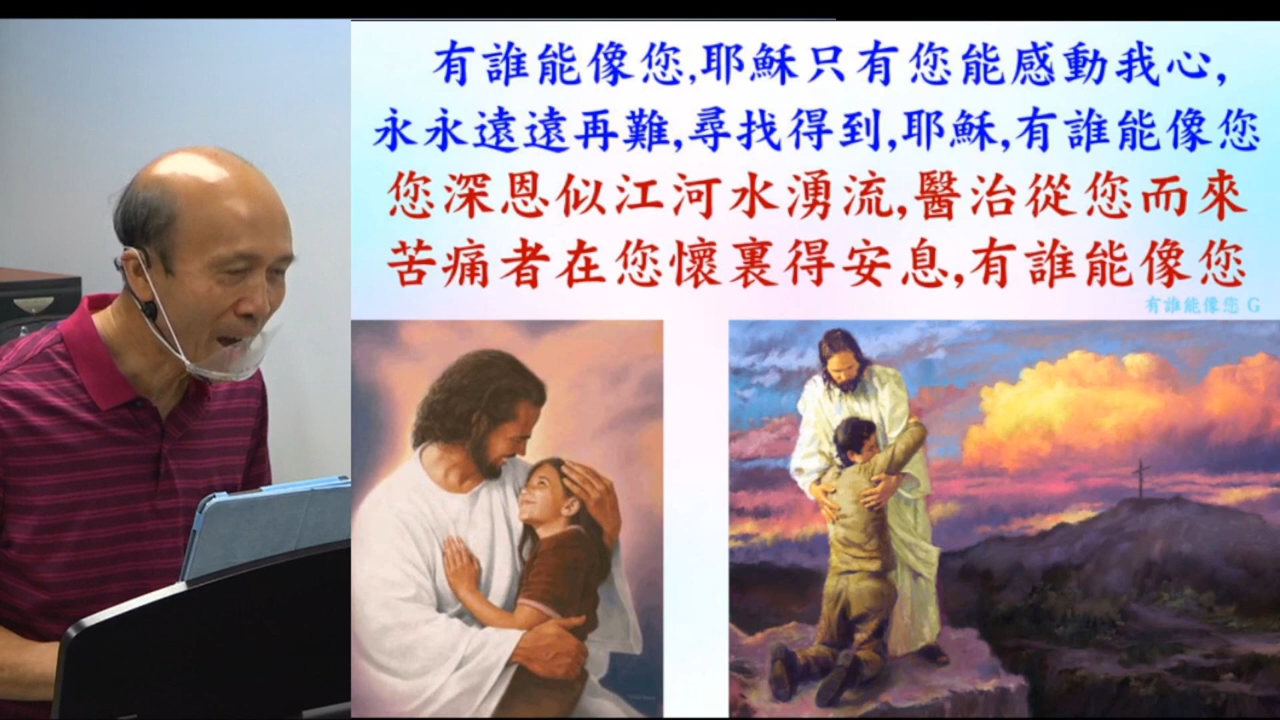 有誰能像您,耶穌只有您能感動我心,
永永遠遠再難,尋找得到,耶穌,有誰能像您
您深恩似江河水湧流,醫治從您而來
苦痛者在您懷裏得安息,有誰能像您
有誰能像您 G